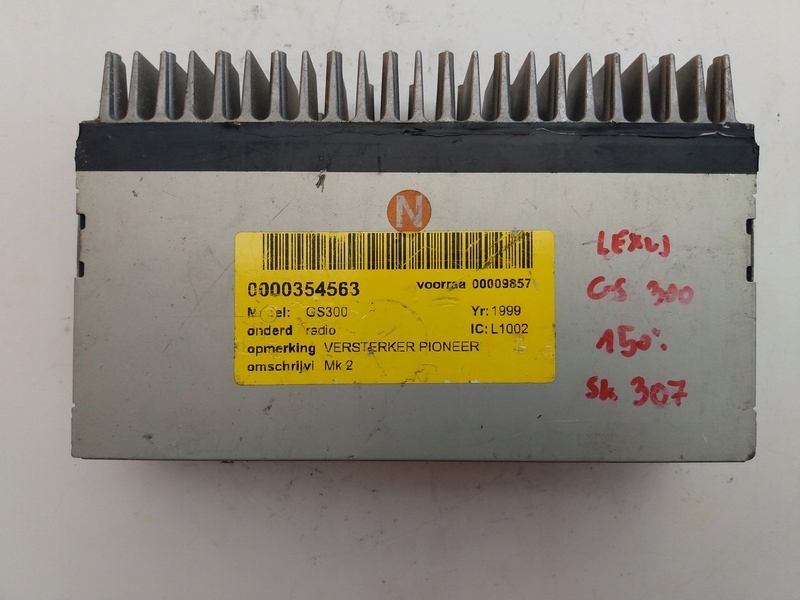 N
0000354563 voorraa 00009857
Model: GS300 Yr: 1999
onderd radio IC: L1002
opmerking VERSTERKER PIONEER
omschrijvi Mk 2
LEXUS
GS 300
150%
Sk 307